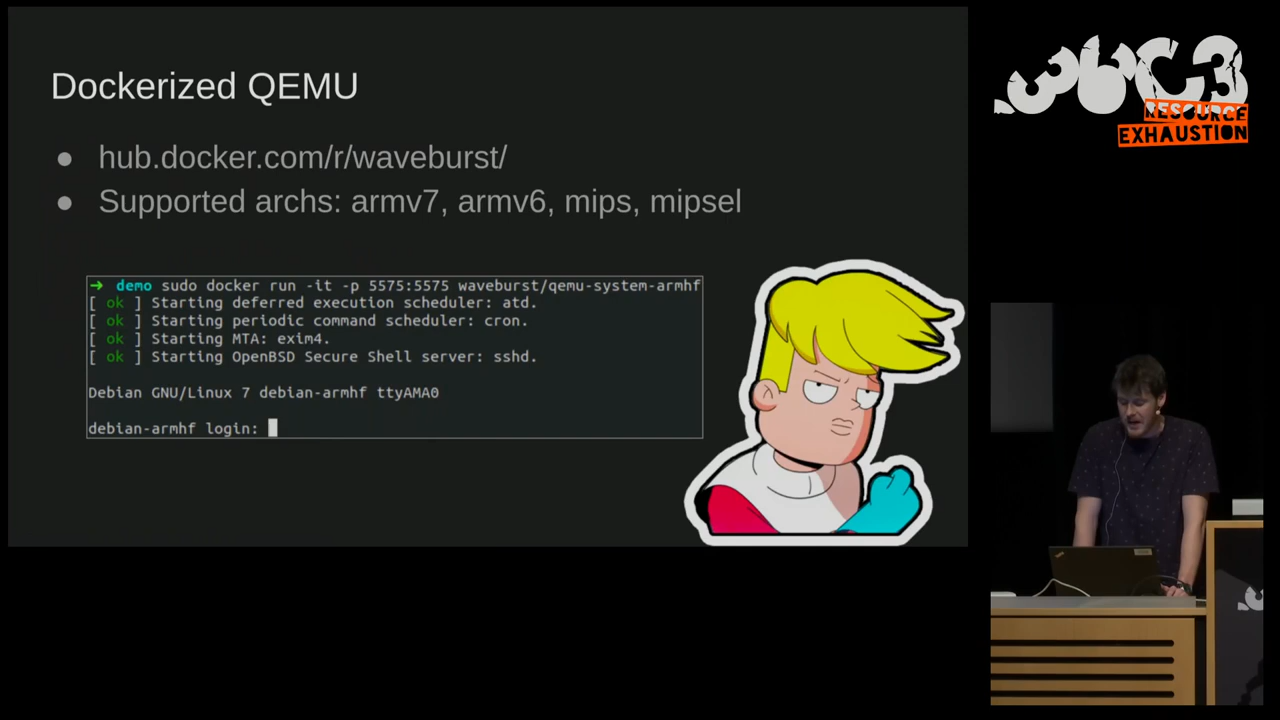 Dockerized QEMU
● hub.docker.com/r/waveburst/
● Supported archs: armv7, armv6, mips, mipsel
➜ demo sudo docker run -it -p 5575:5575 waveburst/qemu-system-armhf
[ ok ] Starting deferred execution scheduler: atd.
[ ok ] Starting periodic command scheduler: cron.
[ ok ] Starting MTA: exim4.
[ ok ] Starting OpenBSD Secure Shell server: sshd.
Debian GNU/Linux 7 debian-armhf ttyAMA0
debian-armhf login:
36C3
RESOURCE
EXHAUSTION